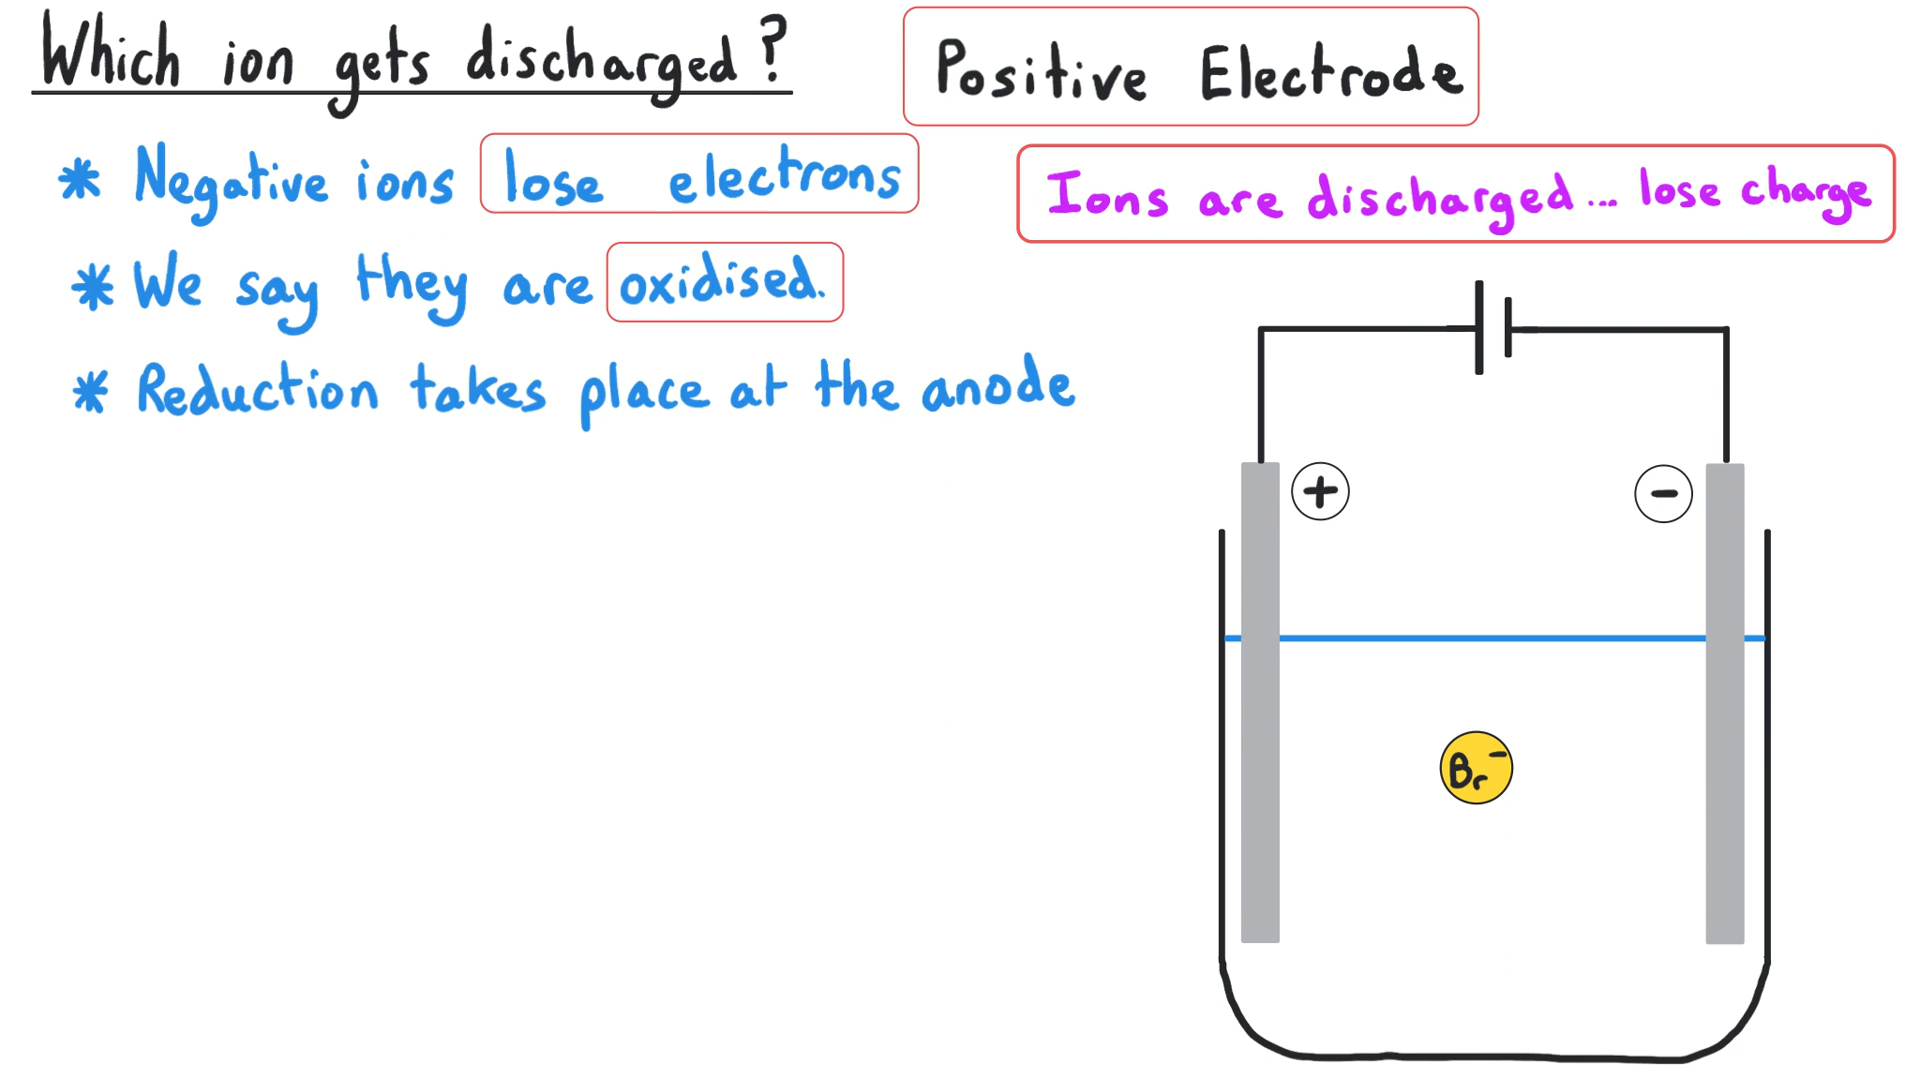 Which ion gets discharged?
Positive Electrode
* Negative ions lose electrons
Ions are discharged... lose charge
* We say they are oxidised.
* Reduction takes place at the anode
+
-
Br⁻